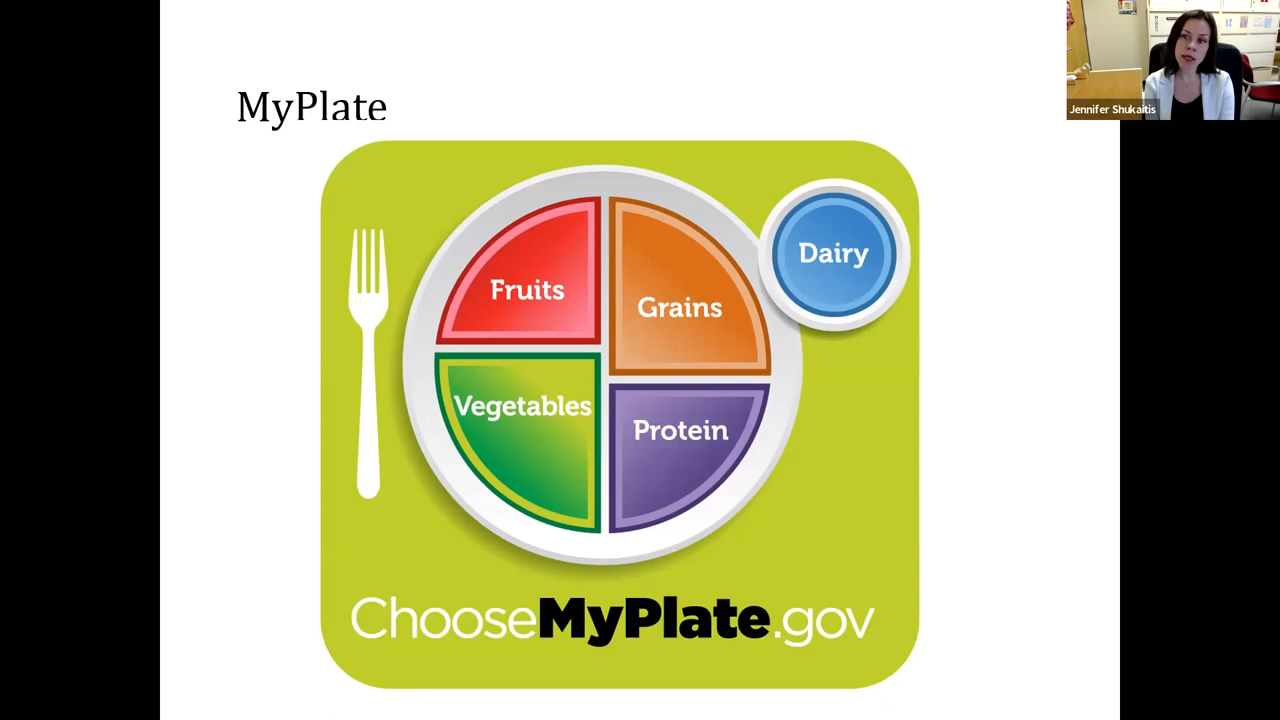 MyPlate
Jennifer Shukaitis
Fruits
Grains
Dairy
Vegetables
Protein
ChooseMyPlate.gov